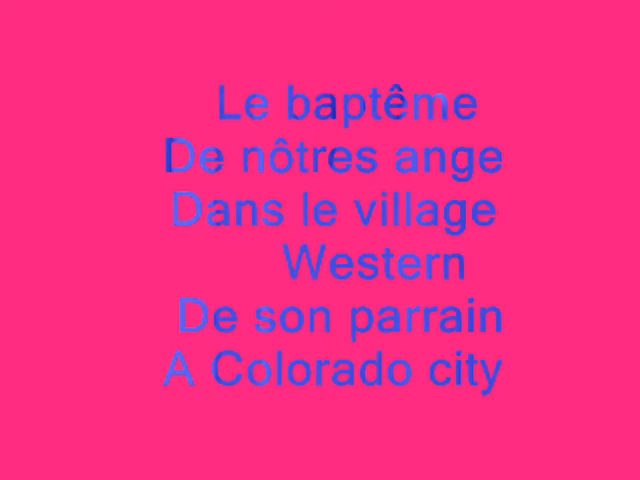 Le baptême
De nôtres ange
Dans le village
Western
De son parrain
A Colorado city